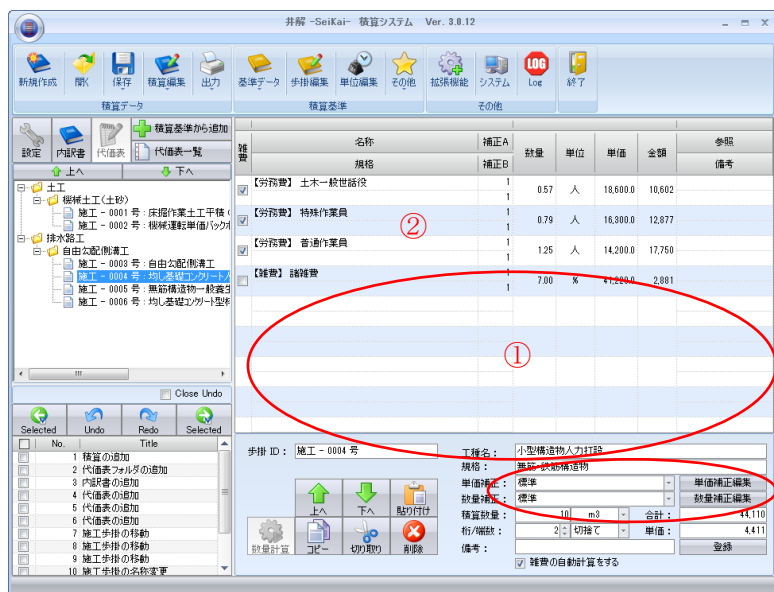 井解 -SeiKai- 積算システム Ver. 3.0.12
新規作成 開く 保存 積算編集 出力 基準データ 歩掛編集 単位編集 その他 拡張機能 システム Log 終了
積算データ 積算基準 その他
設定 内訳書 代価表 積算基準から追加
代価表一覧
上へ 下へ
土工
機械土工(土砂)
施工 - 0001 号 : 床掘作業土工平積(
施工 - 0002 号 : 機械運転単価バックホ
排水路工
自由勾配側溝工
施工 - 0003 号 : 自由勾配側溝工
施工 - 0004 号 : 均し基礎コンクリート人
施工 - 0005 号 : 無筋構造物一般養生
施工 - 0006 号 : 均し基礎コンクリート型枠
Close Undo
Selected Undo Redo Selected
No. Title
1 積算の追加
2 代価表フォルダの追加
3 内訳書の追加
4 代価表の追加
5 代価表の追加
6 代価表の追加
7 施工歩掛の移動
8 施工歩掛の移動
9 施工歩掛の移動
10 施工歩掛の名称変更
雑費 名称 補正A 数量 単位 単価 金額 参照
規格 補正B 備考
【労務費】 土木一般世話役 1 0.57 人 18,600.0 10,602
1
【労務費】 特殊作業員 1 0.79 人 16,300.0 12,877
1
②
【労務費】 普通作業員 1 1.25 人 14,200.0 17,750
1
【雑費】 諸雑費 1 7.00 % 41,229.0 2,881
1
①
歩掛 ID : 施工 - 0004 号
上へ 下へ 貼り付け
数量計算 コピー 切り取り 削除
工種名 : 小型構造物人力打設
規格 : 無筋・鉄筋構造物
単価補正 : 標準 単価補正編集
数量補正 : 標準 数量補正編集
積算数量 : 10 m3 合計 : 44,110
桁/端数 : 2 切捨て 単価 : 4,411
備考 : 登録
雑費の自動計算をする